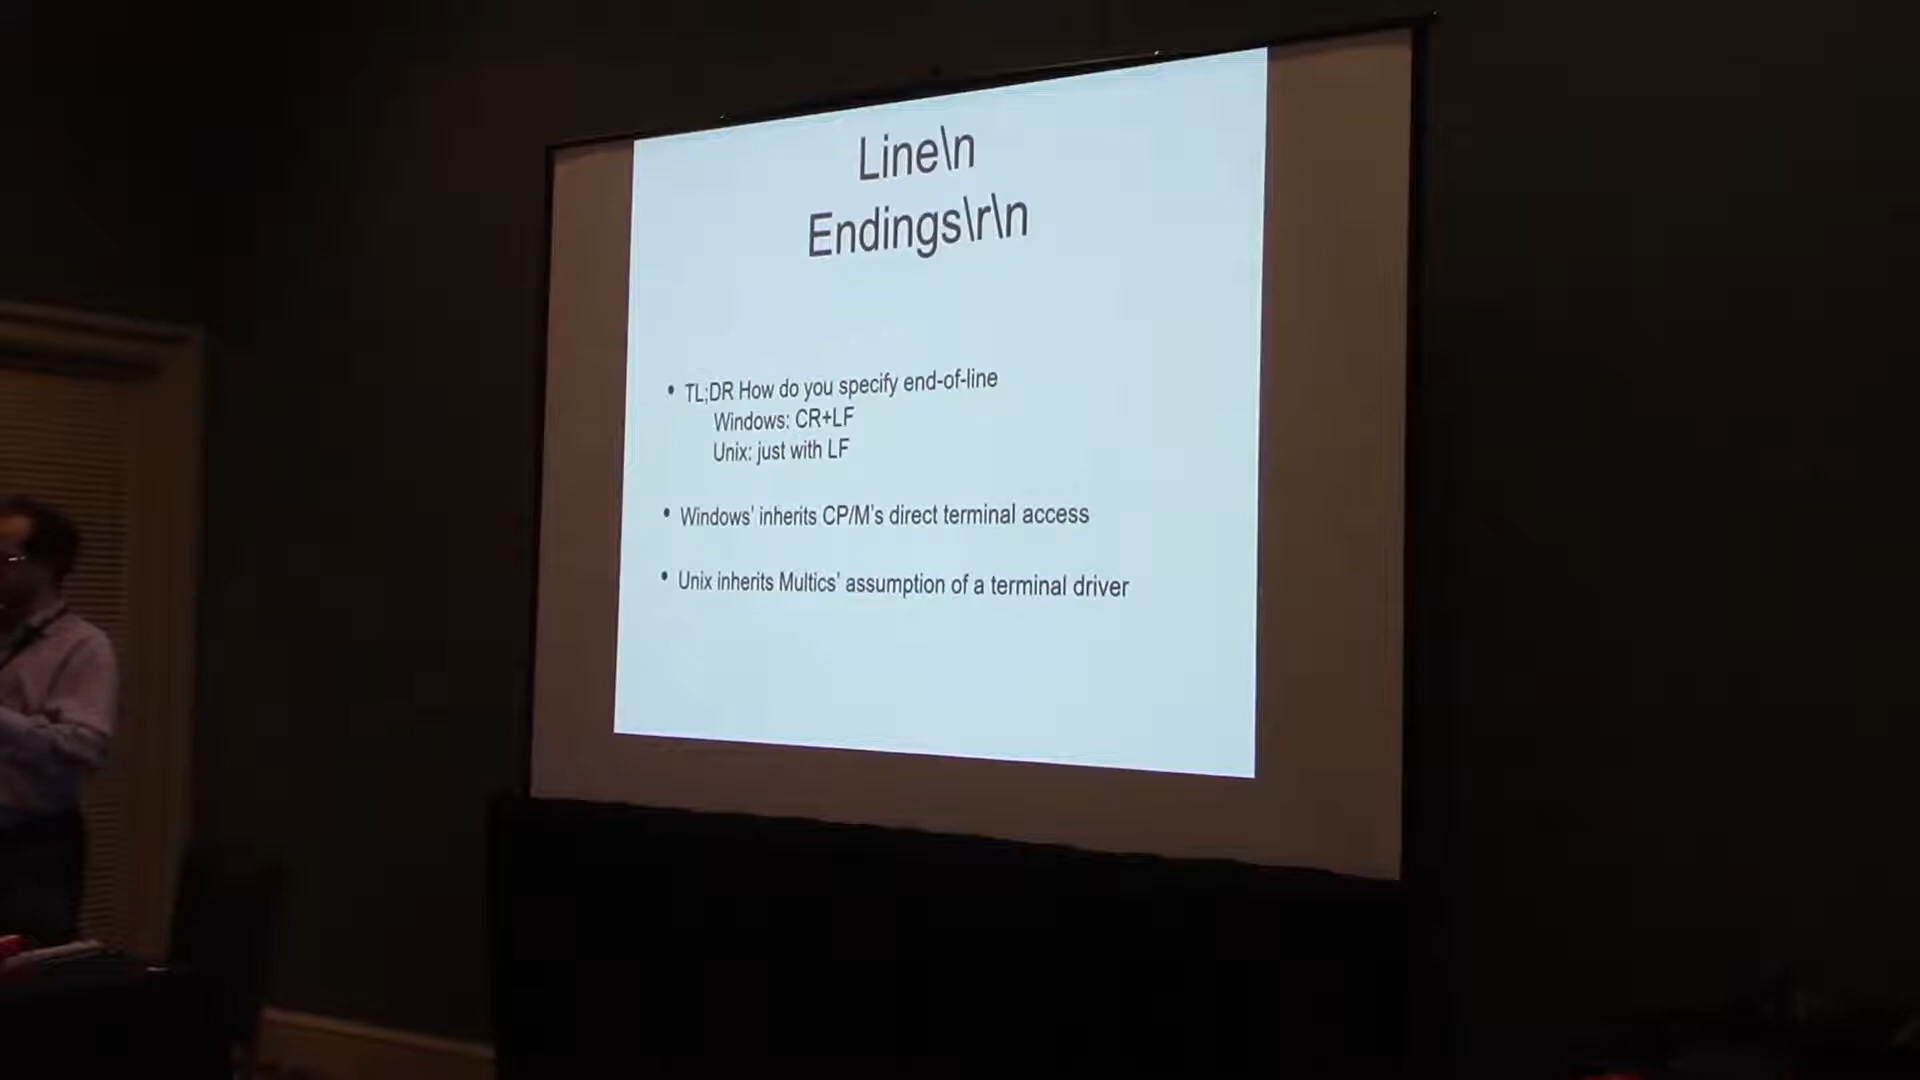 Line\n
Endings\r\n
• TL;DR How do you specify end-of-line
Windows: CR+LF
Unix: just with LF
• Windows' inherits CP/M's direct terminal access
• Unix inherits Multics' assumption of a terminal driver